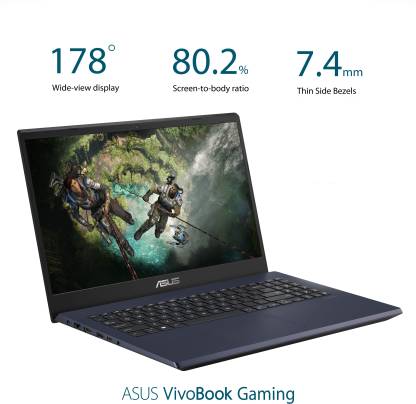 178°
80.2%
7.4mm
Wide-view display
Screen-to-body ratio
Thin Side Bezels
ASUS
ASUS VivoBook Gaming